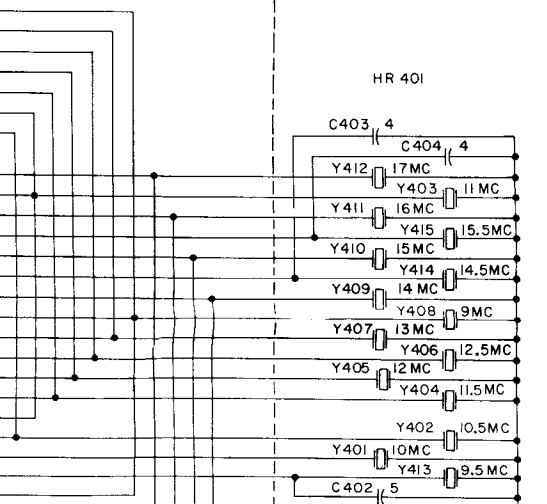 HR 401
C403 4
C404 4
Y412 17MC
Y403 11MC
Y411 16MC
Y415 15.5MC
Y410 15MC
Y414 14.5MC
Y409 14 MC
Y408 9MC
Y407 13MC
Y406 12.5MC
Y405 12MC
Y404 11.5MC
Y402 10.5MC
Y401 10MC
Y413 9.5MC
C402 5